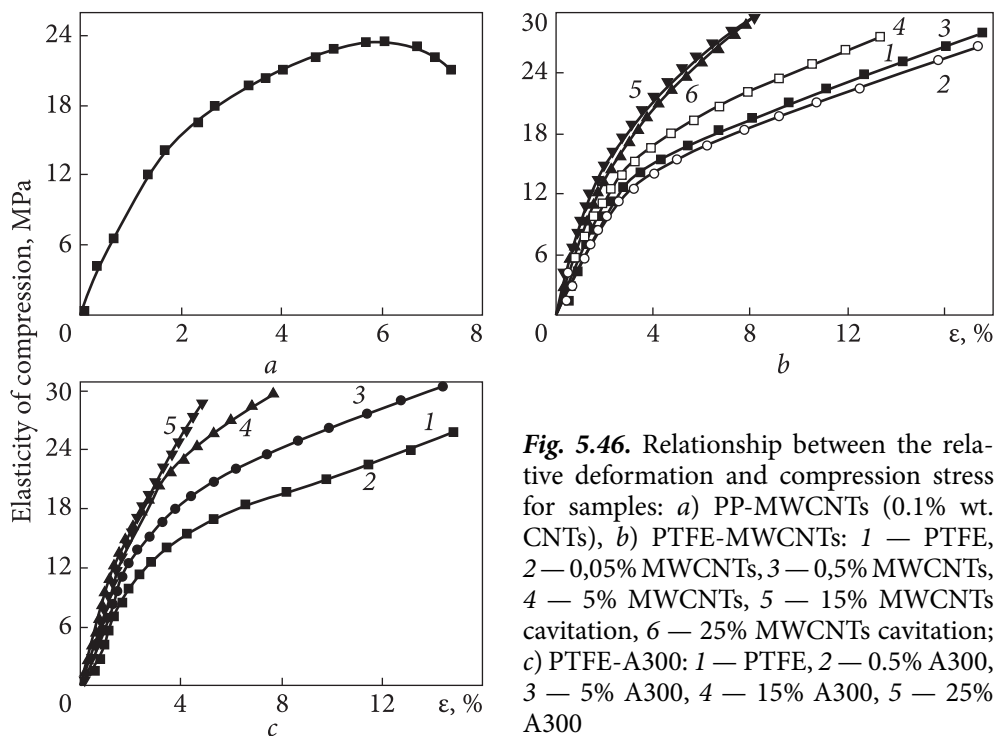 Elasticity of compression, MPa
24
18
12
6
0
2
4
6
8
a
30
24
18
12
6
0
4
8
12
ε, %
5
6
4
3
1
2
b
30
24
18
12
6
0
4
8
12
ε, %
5
4
3
1
2
c
Fig. 5.46. Relationship between the rela-
tive deformation and compression stress
for samples: a) PP-MWCNTs (0.1% wt.
CNTs), b) PTFE-MWCNTs: 1 — PTFE,
2 — 0,05% MWCNTs, 3 — 0,5% MWCNTs,
4 — 5% MWCNTs, 5 — 15% MWCNTs
cavitation, 6 — 25% MWCNTs cavitation;
c) PTFE-A300: 1 — PTFE, 2 — 0.5% A300,
3 — 5% A300, 4 — 15% A300, 5 — 25%
A300